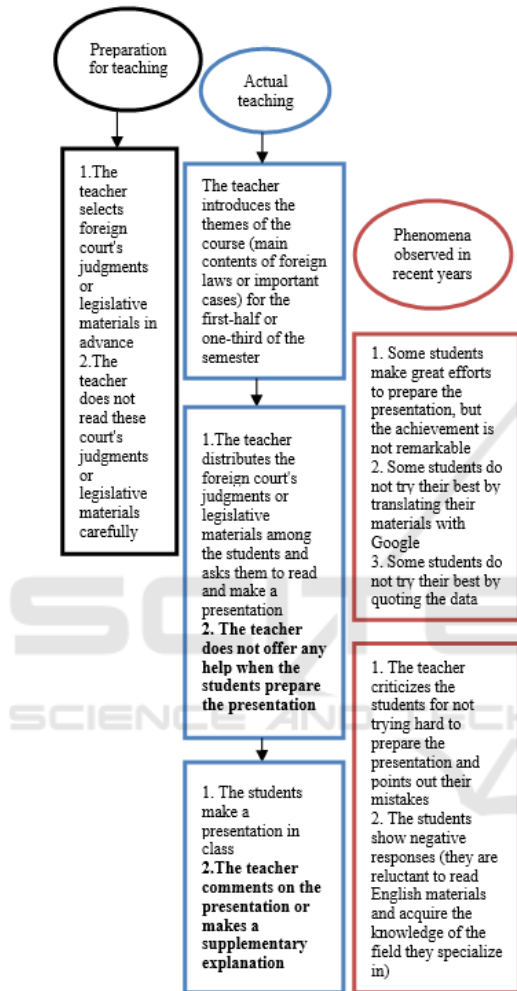 Preparation
for teaching
1.The
teacher
selects
foreign
court's
judgments
or
legislative
materials in
advance
2.The
teacher
does not
read these
court's
judgments
or
legislative
materials
carefully
Actual
teaching
The teacher
introduces the
themes of the
course (main
contents of foreign
laws or important
cases) for the
first-half or
one-third of the
semester
1.The teacher
distributes the
foreign court's
judgments or
legislative materials
among the students
and asks them to
read and make a
presentation
2. The teacher
does not offer any
help when the
students prepare
the presentation
1. The students
make a
presentation in
class
2.The teacher
comments on the
presentation or
makes a
supplementary
explanation
Phenomena
observed in
recent years
1. Some students
make great efforts
to prepare the
presentation, but
the achievement is
not remarkable
2. Some students do
not try their best by
translating their
materials with
Google
3. Some students do
not try their best by
quoting the data
1. The teacher
criticizes the
students for not
trying hard to
prepare the
presentation and
points out their
mistakes
2. The students
show negative
responses (they are
reluctant to read
English materials
and acquire the
knowledge of the
field they specialize
in)
SCIENCE AND